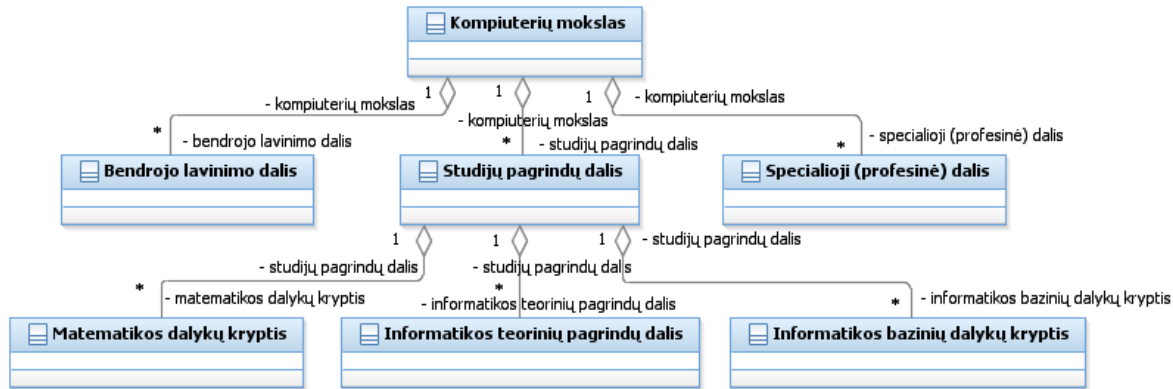 Kompiuterių mokslas
1
1
1
- kompiuterių mokslas
- kompiuterių mokslas
- kompiuterių mokslas
*
- bendrojo lavinimo dalis
*
- studijų pagrindų dalis
- specialioji (profesinė) dalis
*
Bendrojo lavinimo dalis
Studijų pagrindų dalis
Specialioji (profesinė) dalis
1
1
1
- studijų pagrindų dalis
- studijų pagrindų dalis
- studijų pagrindų dalis
*
- matematikos dalykų kryptis
*
- informatikos teorinių pagrindų dalis
*
- informatikos bazinių dalykų kryptis
Matematikos dalykų kryptis
Informatikos teorinių pagrindų dalis
Informatikos bazinių dalykų kryptis